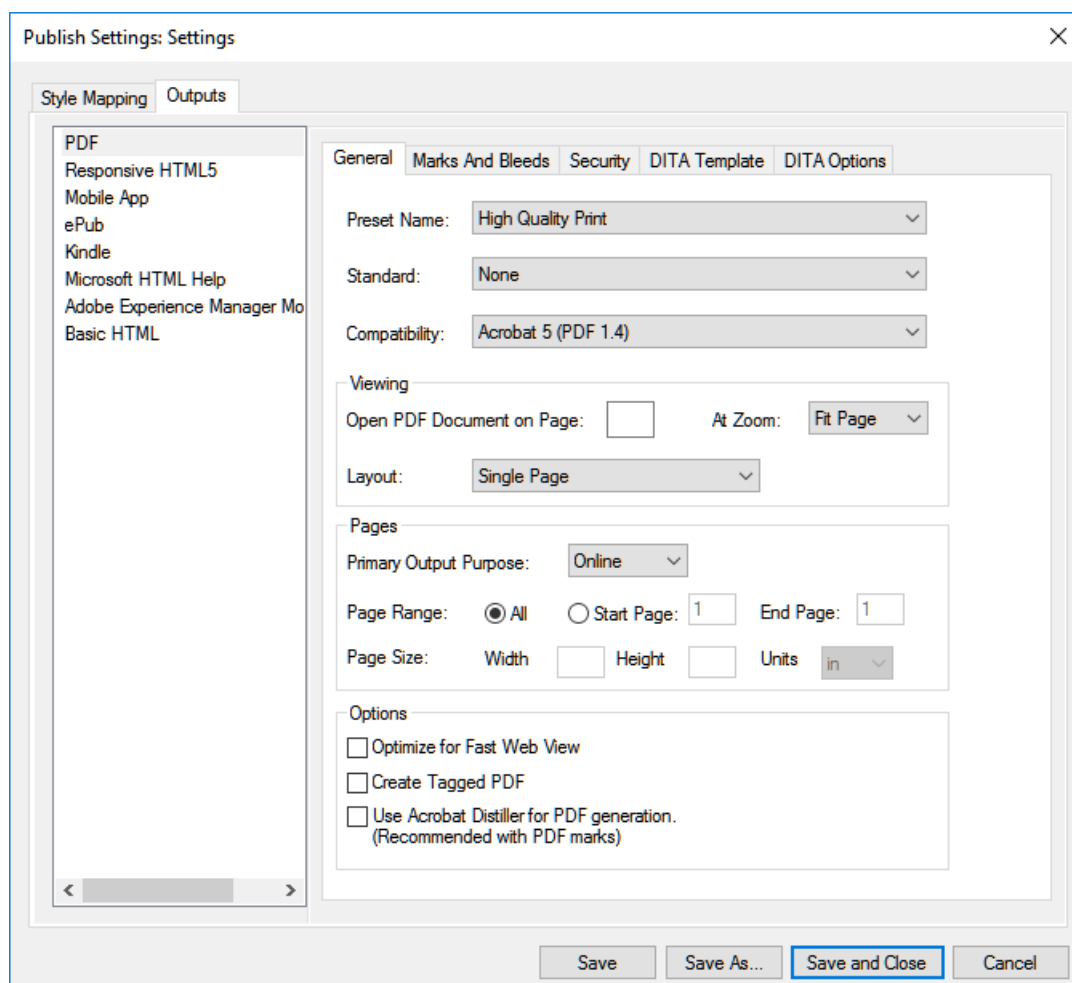 Publish Settings: Settings
Style Mapping Outputs
PDF
Responsive HTML5
Mobile App
ePub
Kindle
Microsoft HTML Help
Adobe Experience Manager Mo
Basic HTML
General Marks And Bleeds Security DITA Template DITA Options
Preset Name: High Quality Print
Standard: None
Compatibility: Acrobat 5 (PDF 1.4)
Viewing
Open PDF Document on Page: At Zoom: Fit Page
Layout: Single Page
Pages
Primary Output Purpose: Online
Page Range: All Start Page: 1 End Page: 1
Page Size: Width Height Units in
Options
Optimize for Fast Web View
Create Tagged PDF
Use Acrobat Distiller for PDF generation.
(Recommended with PDF marks)
Save Save As... Save and Close Cancel